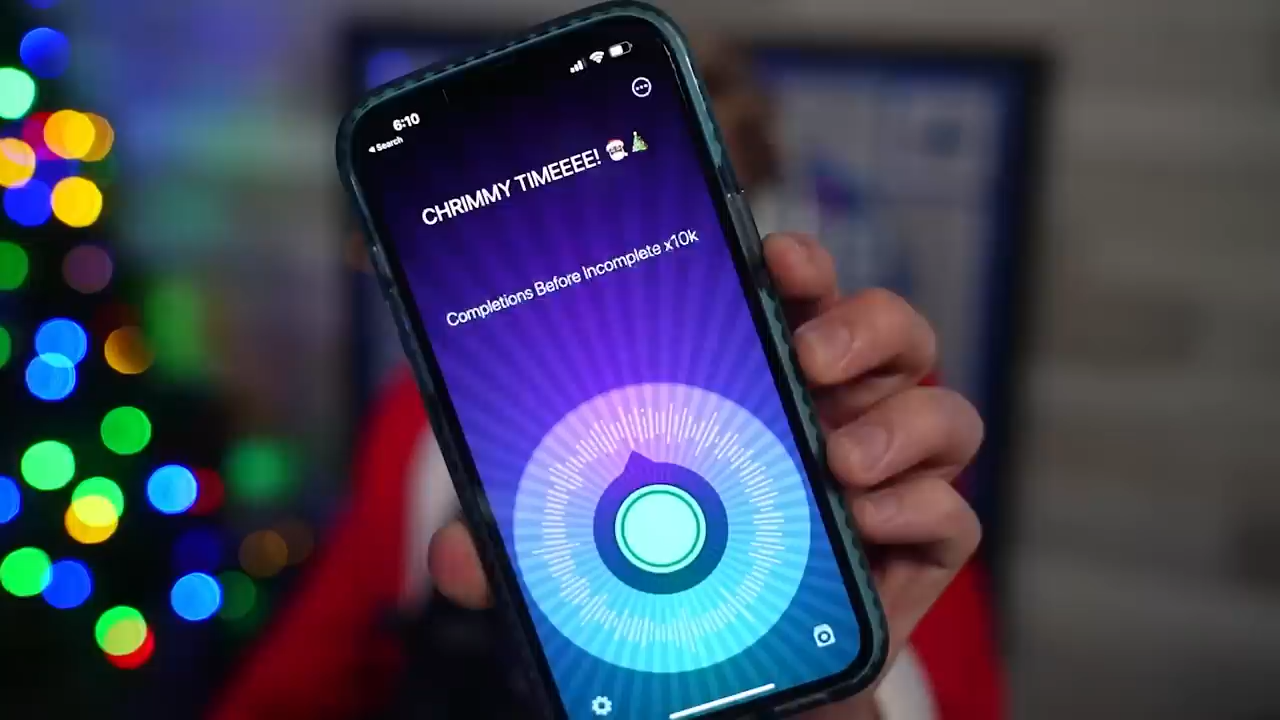 6:10
◀ Search
CHRIMMY TIMEEEE! 🎅🎄
Completions Before Incomplete x10k